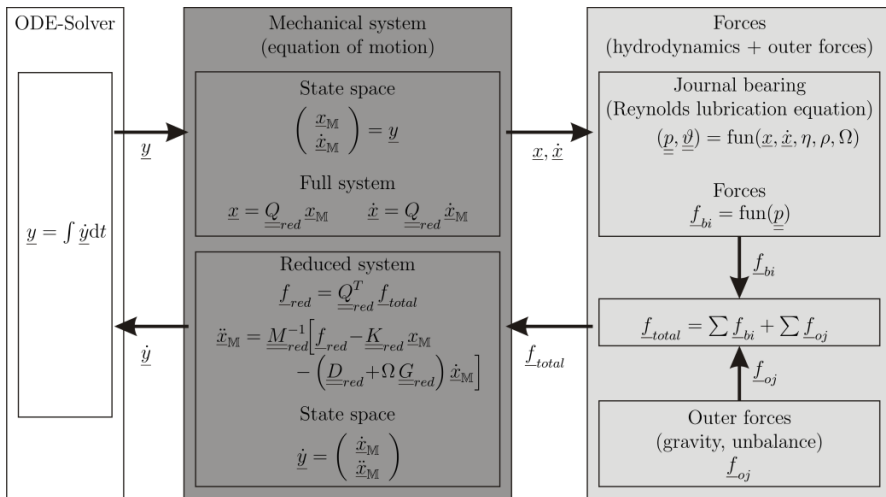 ODE-Solver
y = ∫ ẏdt
y
ẏ
Mechanical system
(equation of motion)
State space
( x_𝕄 ; ẋ_𝕄 ) = y
Full system
x = Q_red x_𝕄   ẋ = Q_red ẋ_𝕄
Reduced system
f_red = Q^T_red f_total
ẍ_𝕄 = M^{-1}_red [ f_red − K_red x_𝕄
− ( D_red + Ω G_red ) ẋ_𝕄 ]
State space
ẏ = ( ẋ_𝕄 ; ẍ_𝕄 )
x, ẋ
f_total
Forces
(hydrodynamics + outer forces)
Journal bearing
(Reynolds lubrication equation)
(p, ϑ) = fun(x, ẋ, η, ρ, Ω)
Forces
f_bi = fun(p)
f_bi
f_total = ∑ f_bi + ∑ f_oj
f_oj
Outer forces
(gravity, unbalance)
f_oj